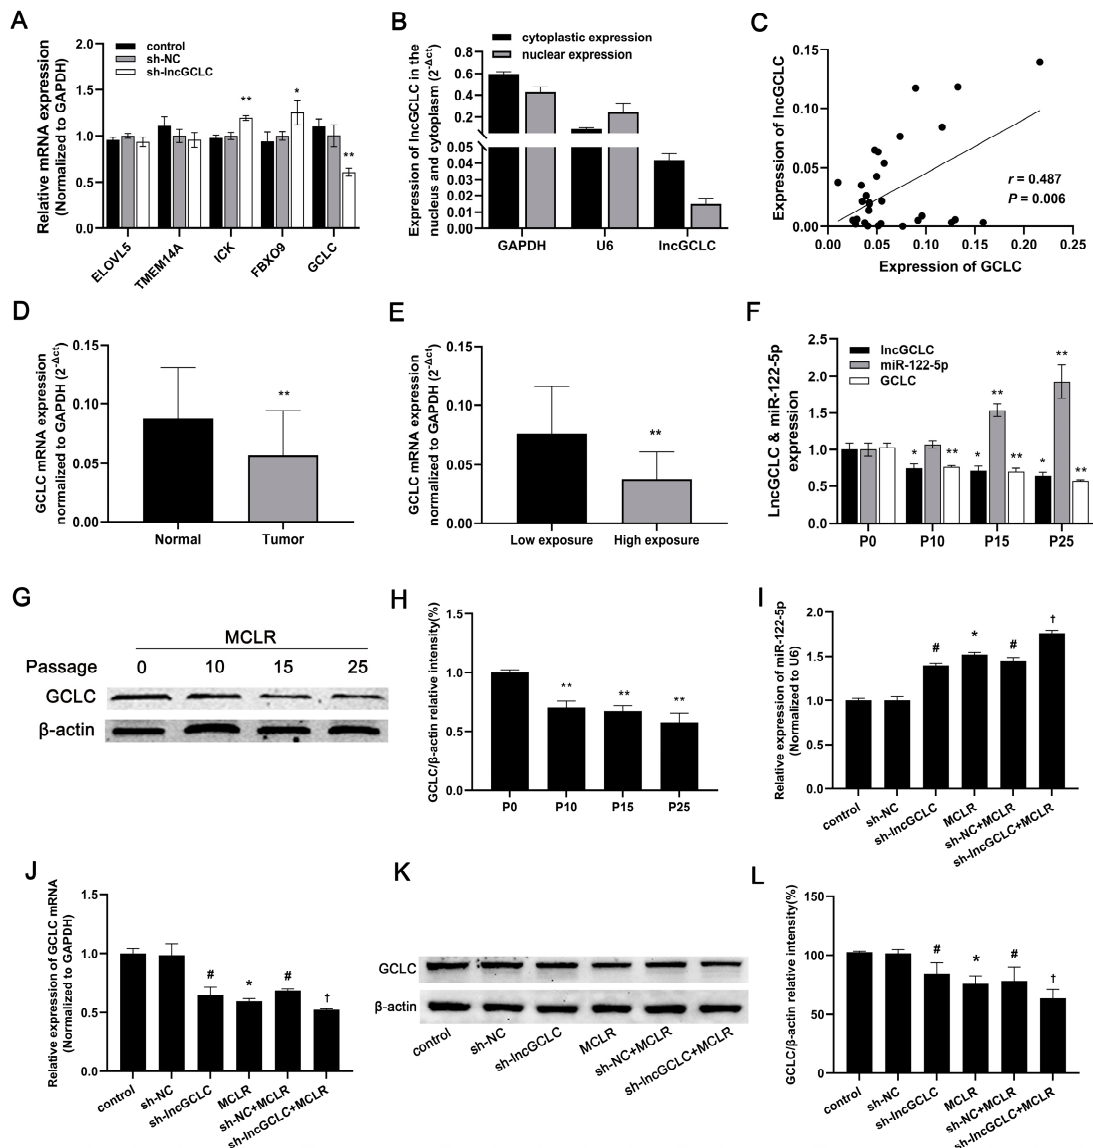 A
Relative mRNA expression
(Normalized to GAPDH)
control
sh-NC
sh-lncGCLC
2.0
1.5
1.0
0.5
0.0
**
*
**
ELOVL5
TMEM14A
ICK
FBXO9
GCLC
B
Expression of lncGCLC in the
nucleus and cytoplasm (2-Δct)
cytoplastic expression
nuclear expression
0.8
0.6
0.4
0.2
0.05
0.04
0.03
0.02
0.01
0.00
GAPDH
U6
lncGCLC
C
Expression of lncGCLC
0.15
0.10
0.05
0.00
r = 0.487
P = 0.006
0.00
0.05
0.10
0.15
0.20
0.25
Expression of GCLC
D
GCLC mRNA expression
normalized to GAPDH (2-Δct)
0.15
0.10
0.05
0.00
**
Normal
Tumor
E
GCLC mRNA expression
normalized to GAPDH (2-Δct)
0.15
0.10
0.05
0.00
**
Low exposure
High exposure
F
LncGCLC & miR-122-5p
expression
lncGCLC
miR-122-5p
GCLC
2.5
2.0
1.5
1.0
0.5
0.0
*
**
*
**
**
*
**
**
P0
P10
P15
P25
G
MCLR
Passage 0 10 15 25
GCLC
β-actin
H
GCLC/β-actin relative intensity(%)
1.5
1.0
0.5
0.0
**
**
**
P0
P10
P15
P25
I
Relative expression of miR-122-5p
(Normalized to U6)
2.0
1.5
1.0
0.5
0.0
#
*
#
†
control
sh-NC
sh-lncGCLC
MCLR
sh-NC+MCLR
sh-lncGCLC+MCLR
J
Relative expression of GCLC mRNA
(Normalized to GAPDH)
1.5
1.0
0.5
0.0
#
*
#
†
control
sh-NC
sh-lncGCLC
MCLR
sh-NC+MCLR
sh-lncGCLC+MCLR
K
GCLC
β-actin
control
sh-NC
sh-lncGCLC
MCLR
sh-NC+MCLR
sh-lncGCLC+MCLR
L
GCLC/β-actin relative intensity(%)
150
100
50
0
#
*
#
†
control
sh-NC
sh-lncGCLC
MCLR
sh-NC+MCLR
sh-lncGCLC+MCLR